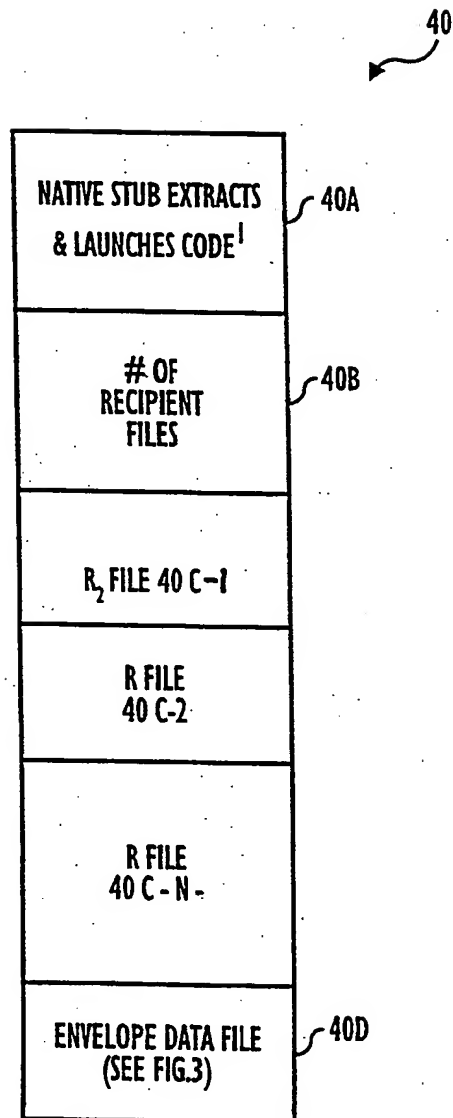 40
NATIVE STUB EXTRACTS
& LAUNCHES CODE¹
40A
# OF
RECIPIENT
FILES
40B
R₂ FILE 40 C-1
R FILE
40 C-2
R FILE
40 C - N -
ENVELOPE DATA FILE
(SEE FIG.3)
40D